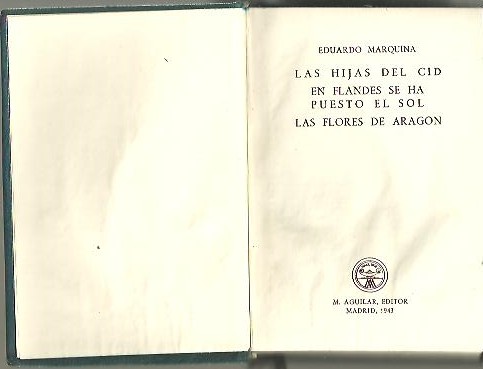 EDUARDO MARQUINA
LAS HIJAS DEL CID
EN FLANDES SE HA
PUESTO EL SOL
LAS FLORES DE ARAGON
M. AGUILAR, EDITOR
MADRID, 1943